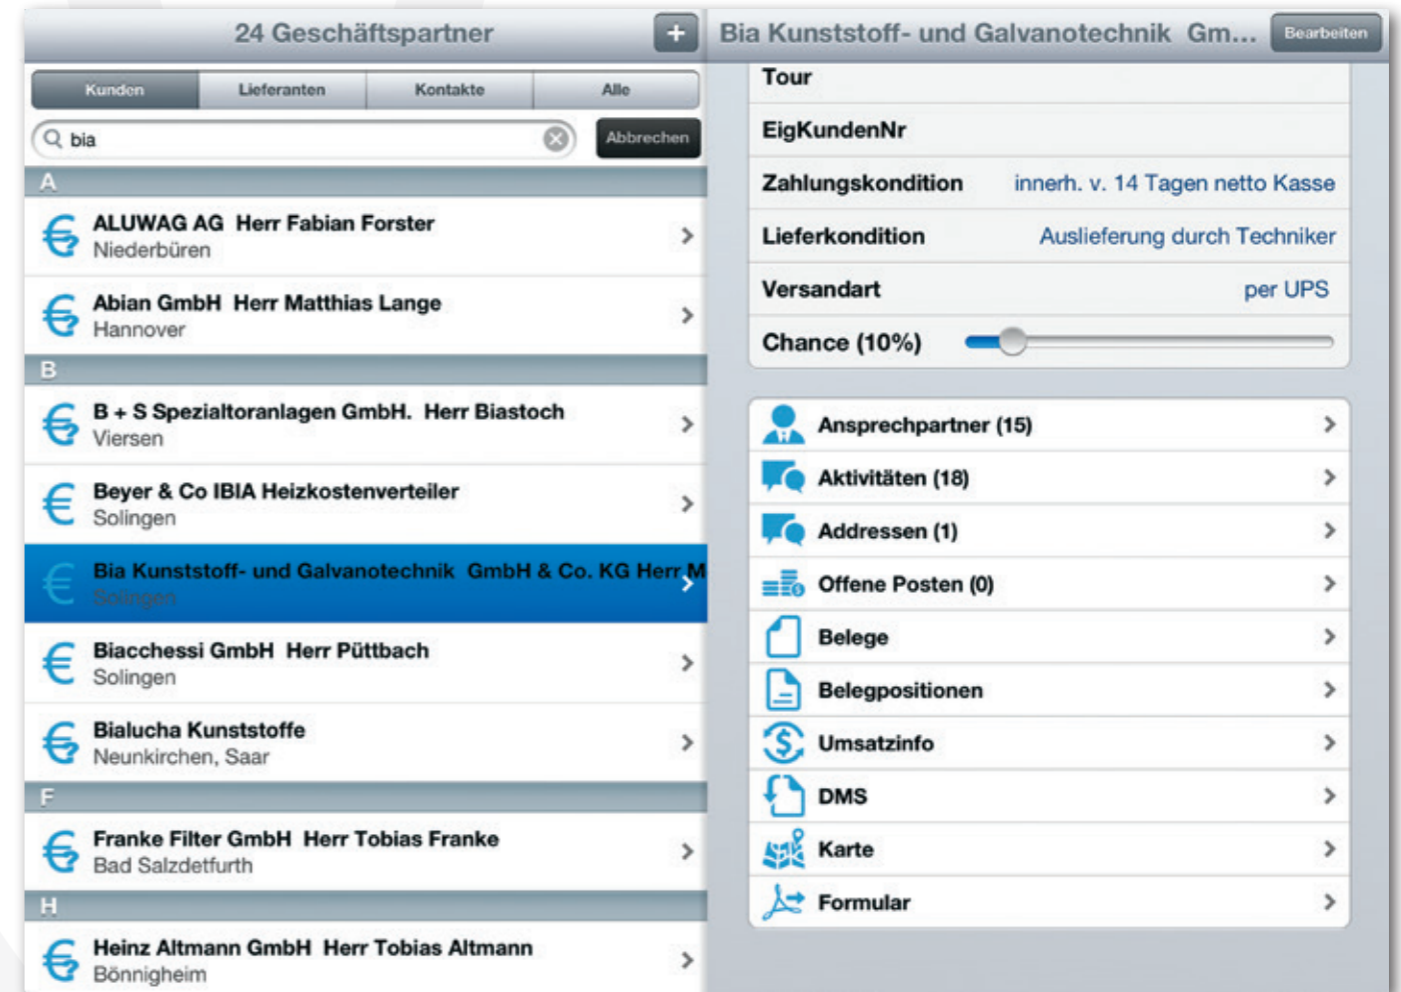 24 Geschäftspartner
+
Kunden
Lieferanten
Kontakte
Alle
bia
Abbrechen
A
ALUWAG AG Herr Fabian Forster
Niederbüren
Abian GmbH Herr Matthias Lange
Hannover
B
B + S Spezialtoranlagen GmbH. Herr Biastoch
Viersen
Beyer & Co IBIA Heizkostenverteiler
Solingen
Bia Kunststoff- und Galvanotechnik GmbH & Co. KG Herr M
Solingen
Biacchessi GmbH Herr Püttbach
Solingen
Bialucha Kunststoffe
Neunkirchen, Saar
F
Franke Filter GmbH Herr Tobias Franke
Bad Salzdetfurth
H
Heinz Altmann GmbH Herr Tobias Altmann
Bönnigheim
Bia Kunststoff- und Galvanotechnik Gm...
Bearbeiten
Tour
EigKundenNr
Zahlungskondition innerh. v. 14 Tagen netto Kasse
Lieferkondition Auslieferung durch Techniker
Versandart per UPS
Chance (10%)
Ansprechpartner (15)
Aktivitäten (18)
Addressen (1)
Offene Posten (0)
Belege
Belegpositionen
Umsatzinfo
DMS
Karte
Formular